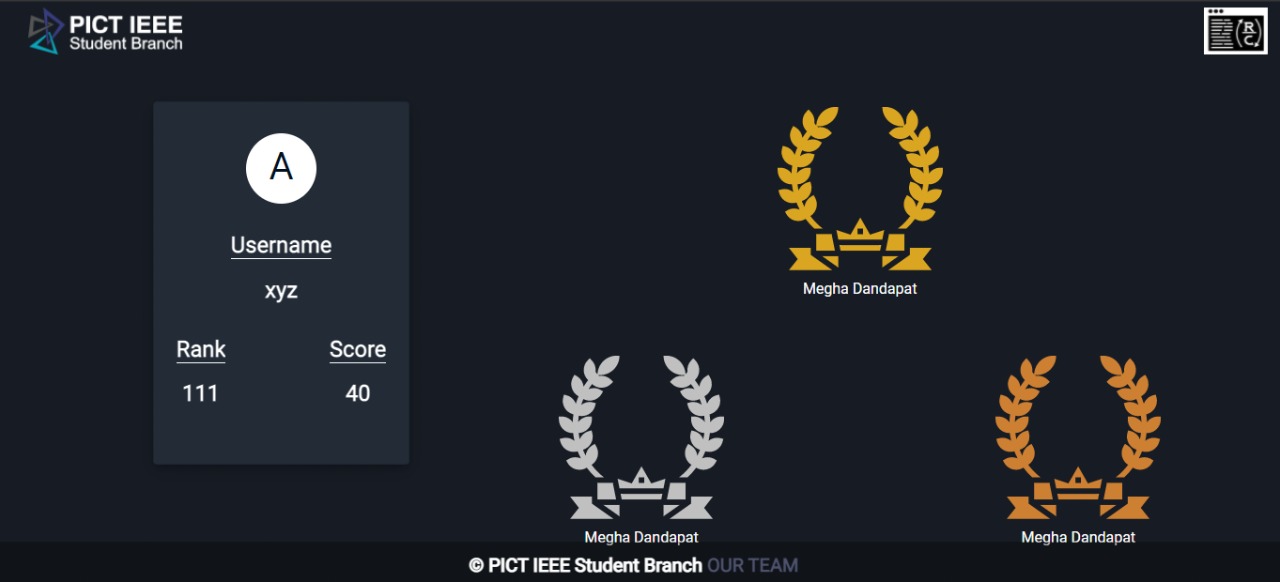 PICT IEEE
Student Branch
R
C
A
Username
xyz
Rank Score
111 40
Megha Dandapat
Megha Dandapat
Megha Dandapat
© PICT IEEE Student Branch OUR TEAM